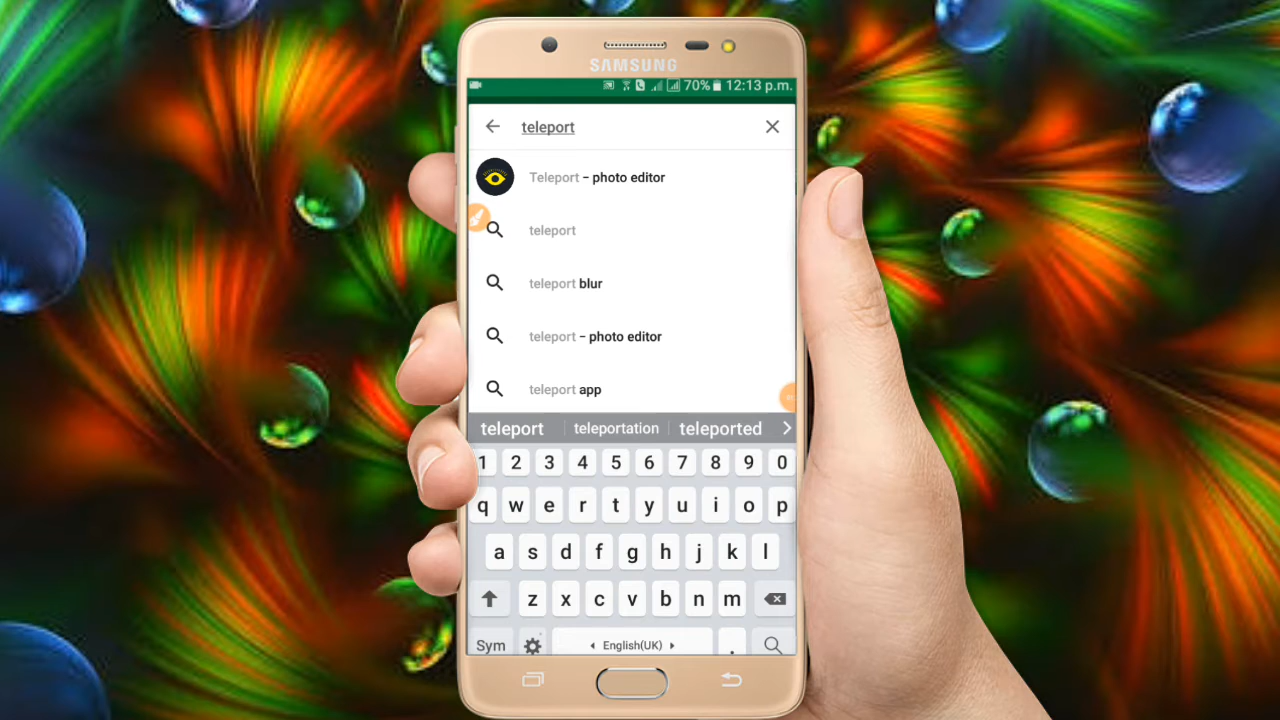 SAMSUNG
70% 12:13 p.m.
teleport
Teleport – photo editor
teleport
teleport blur
teleport – photo editor
teleport app
teleport teleportation teleported
1 2 3 4 5 6 7 8 9 0
q w e r t y u i o p
a s d f g h j k l
z x c v b n m
Sym English(UK) .